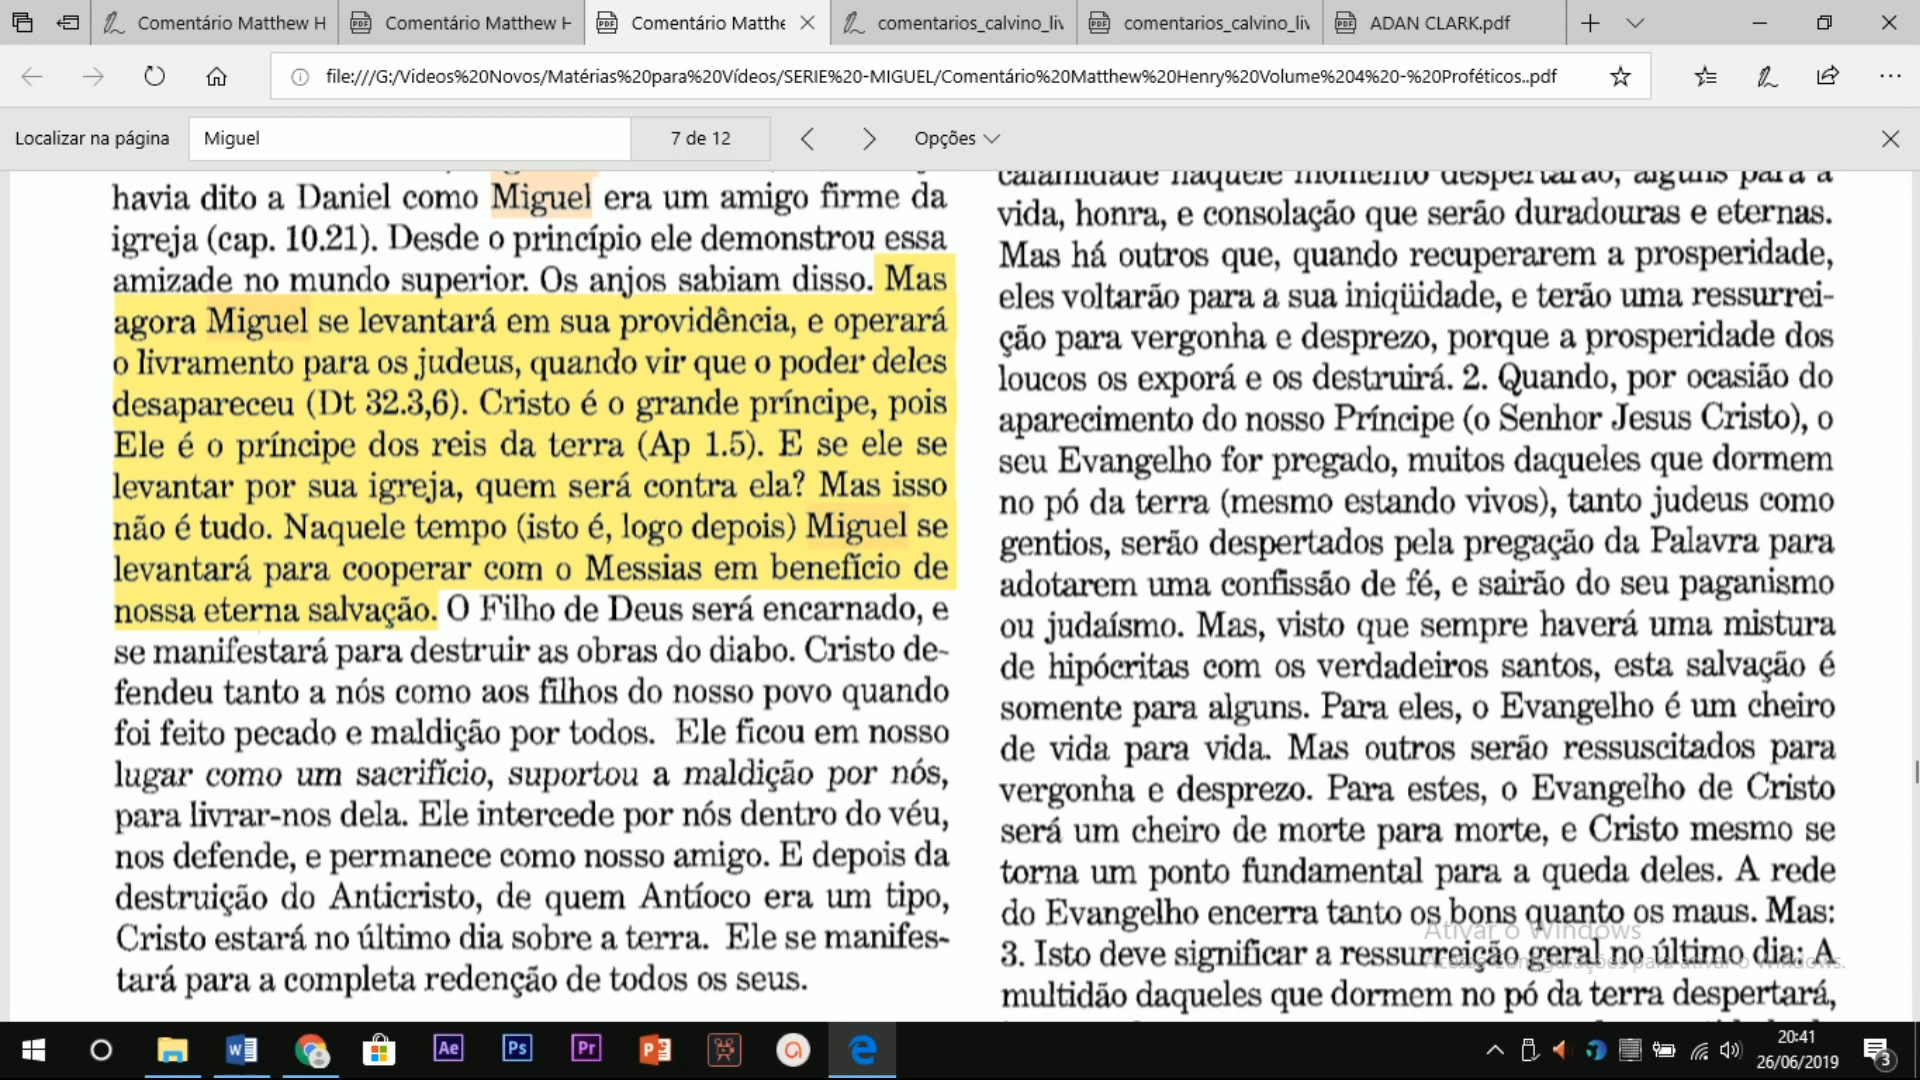 Comentário Matthew H
Comentário Matthew H
Comentário Matthe
comentarios_calvino_liv
comentarios_calvino_liv
ADAN CLARK.pdf
file:///G:/Videos%20Novos/Matérias%20para%20Vídeos/SERIE%20-MIGUEL/Comentário%20Matthew%20Henry%20Volume%204%20-%20Proféticos..pdf
Localizar na página
Miguel
7 de 12
Opções
havia dito a Daniel como Miguel era um amigo firme da
igreja (cap. 10.21). Desde o princípio ele demonstrou essa
amizade no mundo superior. Os anjos sabiam disso. Mas
agora Miguel se levantará em sua providência, e operará
o livramento para os judeus, quando vir que o poder deles
desapareceu (Dt 32.3,6). Cristo é o grande príncipe, pois
Ele é o príncipe dos reis da terra (Ap 1.5). E se ele se
levantar por sua igreja, quem será contra ela? Mas isso
não é tudo. Naquele tempo (isto é, logo depois) Miguel se
levantará para cooperar com o Messias em benefício de
nossa eterna salvação. O Filho de Deus será encarnado, e
se manifestará para destruir as obras do diabo. Cristo de-
fendeu tanto a nós como aos filhos do nosso povo quando
foi feito pecado e maldição por todos. Ele ficou em nosso
lugar como um sacrifício, suportou a maldição por nós,
para livrar-nos dela. Ele intercede por nós dentro do véu,
nos defende, e permanece como nosso amigo. E depois da
destruição do Anticristo, de quem Antíoco era um tipo,
Cristo estará no último dia sobre a terra. Ele se manifes-
tará para a completa redenção de todos os seus.
calamidade naquele momento despertarão, alguns para a
vida, honra, e consolação que serão duradouras e eternas.
Mas há outros que, quando recuperarem a prosperidade,
eles voltarão para a sua iniqüidade, e terão uma ressurrei-
ção para vergonha e desprezo, porque a prosperidade dos
loucos os exporá e os destruirá. 2. Quando, por ocasião do
aparecimento do nosso Príncipe (o Senhor Jesus Cristo), o
seu Evangelho for pregado, muitos daqueles que dormem
no pó da terra (mesmo estando vivos), tanto judeus como
gentios, serão despertados pela pregação da Palavra para
adotarem uma confissão de fé, e sairão do seu paganismo
ou judaísmo. Mas, visto que sempre haverá uma mistura
de hipócritas com os verdadeiros santos, esta salvação é
somente para alguns. Para eles, o Evangelho é um cheiro
de vida para vida. Mas outros serão ressuscitados para
vergonha e desprezo. Para estes, o Evangelho de Cristo
será um cheiro de morte para morte, e Cristo mesmo se
torna um ponto fundamental para a queda deles. A rede
do Evangelho encerra tanto os bons quanto os maus. Mas:
3. Isto deve significar a ressurreição geral no último dia: A
multidão daqueles que dormem no pó da terra despertará,
Ativar o Windows
Acesse Configurações para ativar o Windows.
Ae
Ps
Pr
20:41
26/06/2019
3